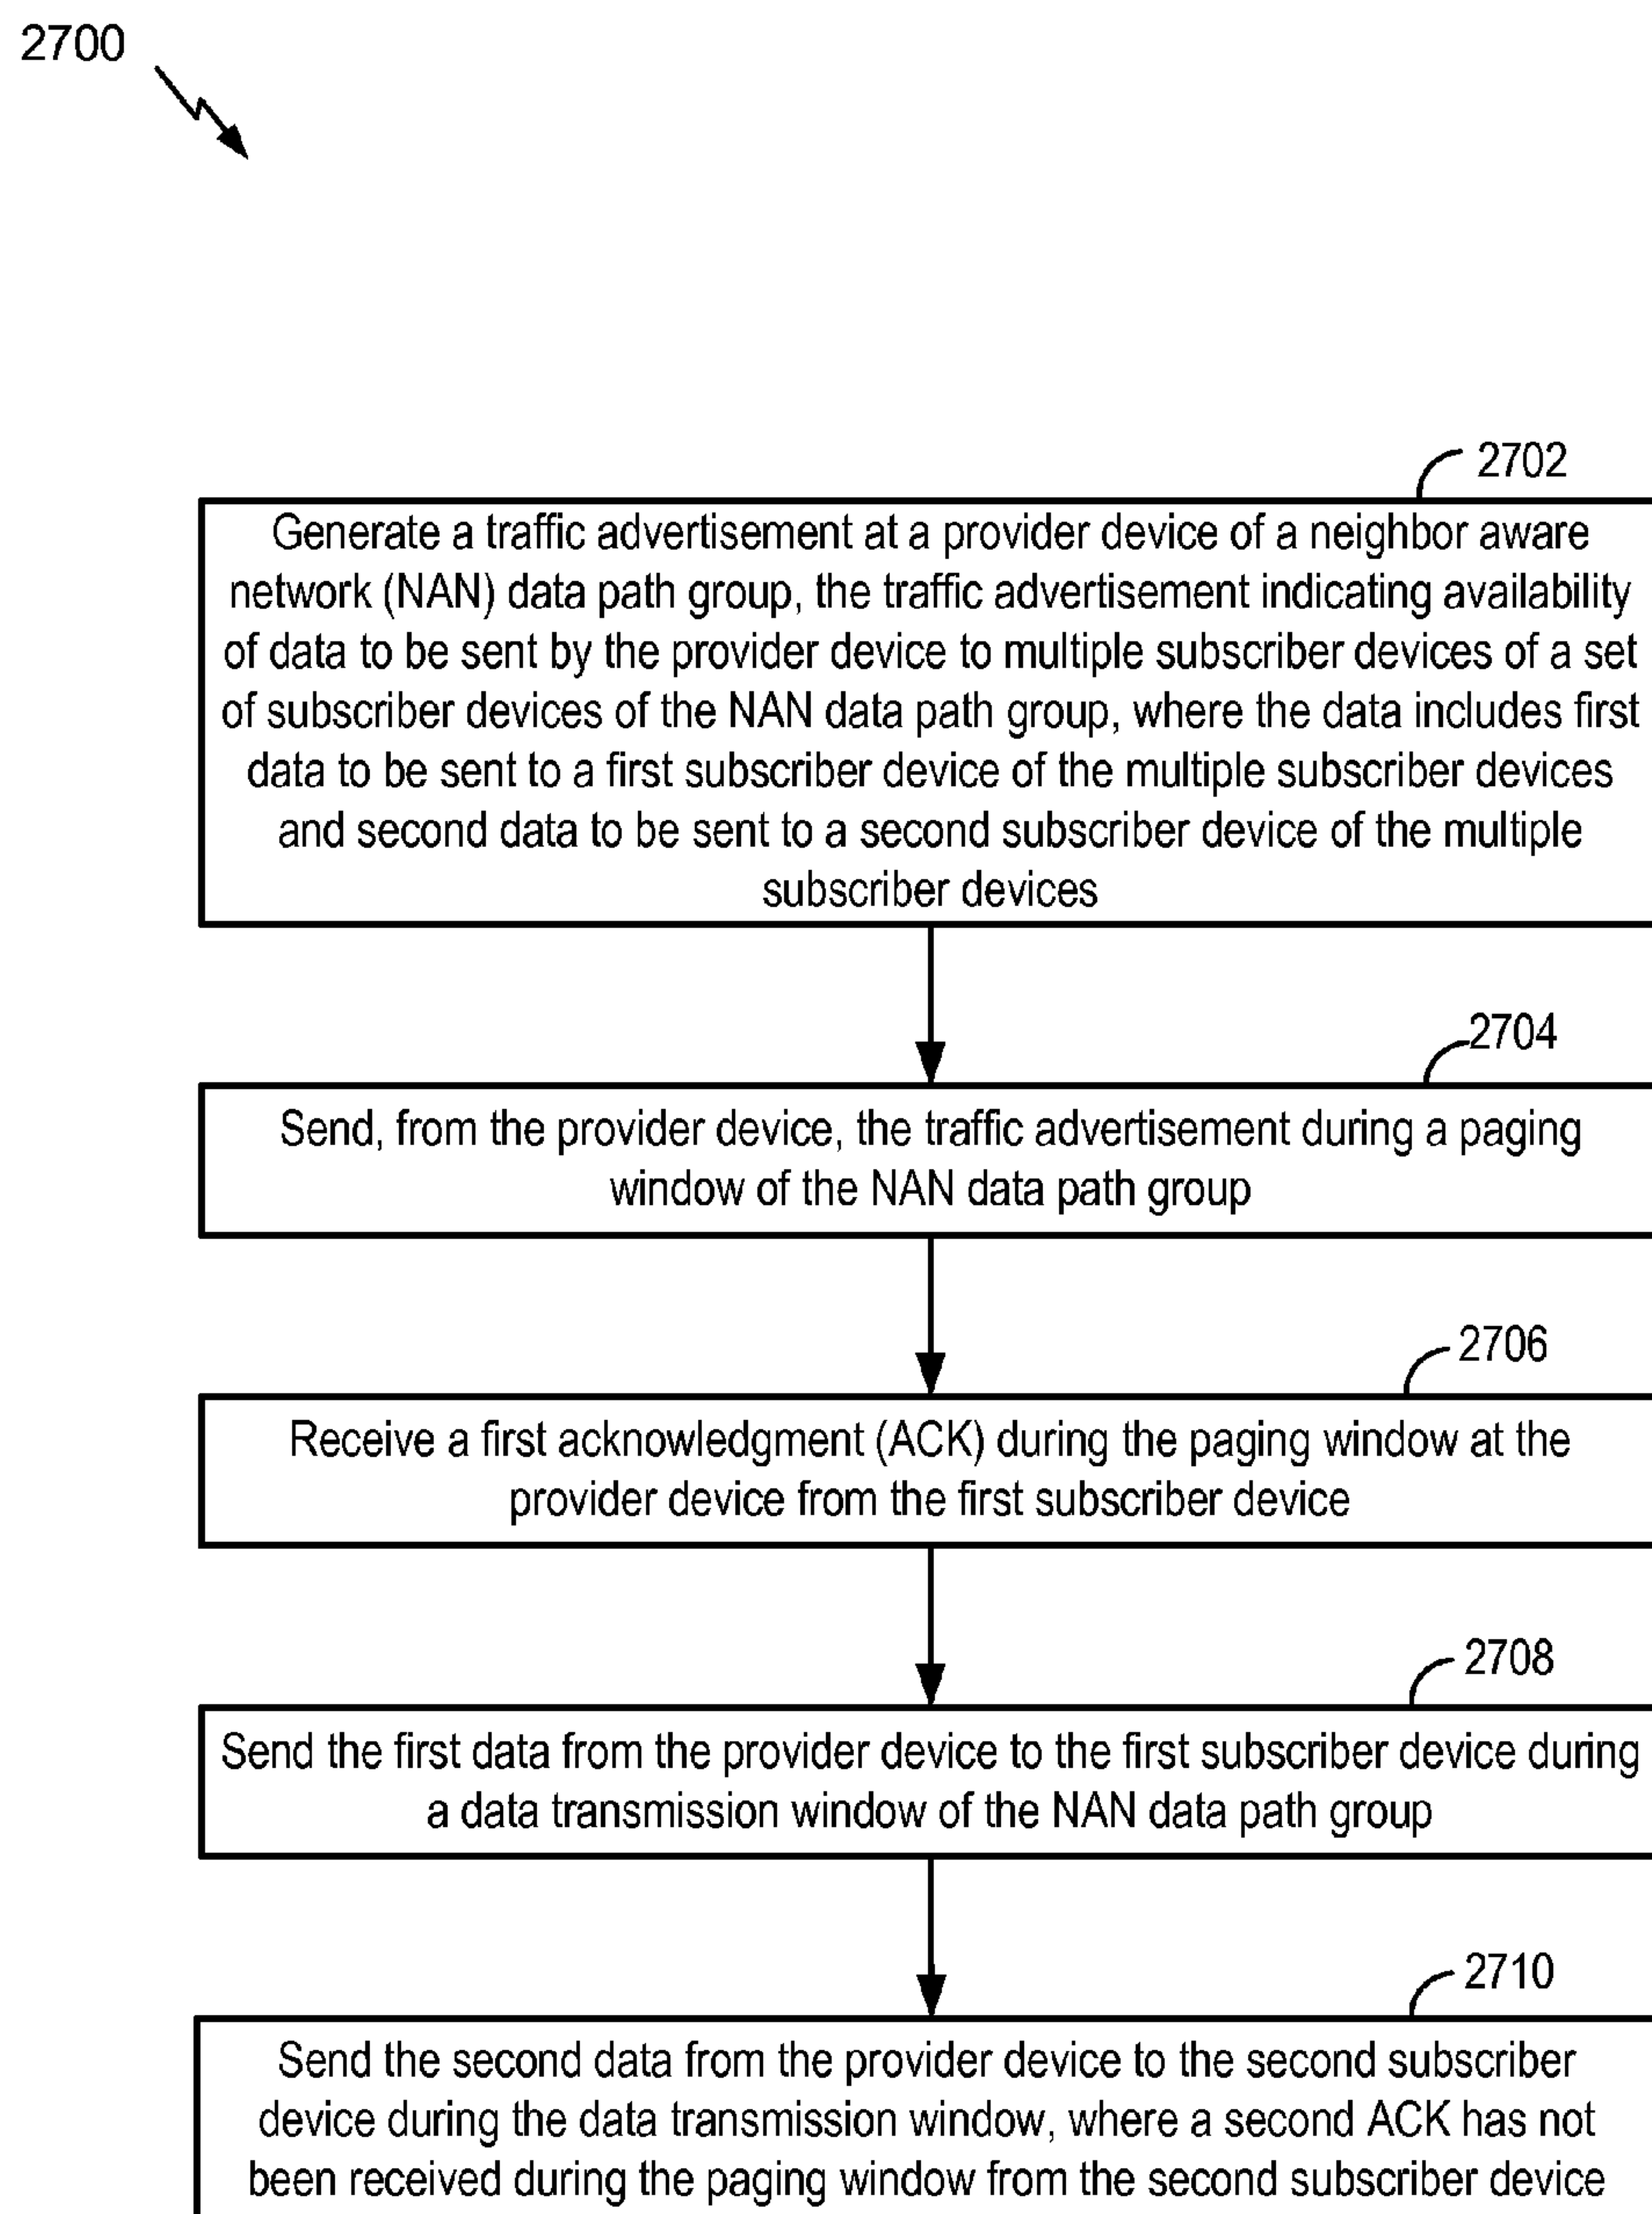 2700
2702
Generate a traffic advertisement at a provider device of a neighbor aware
network (NAN) data path group, the traffic advertisement indicating availability
of data to be sent by the provider device to multiple subscriber devices of a set
of subscriber devices of the NAN data path group, where the data includes first
data to be sent to a first subscriber device of the multiple subscriber devices
and second data to be sent to a second subscriber device of the multiple
subscriber devices
2704
Send, from the provider device, the traffic advertisement during a paging
window of the NAN data path group
2706
Receive a first acknowledgment (ACK) during the paging window at the
provider device from the first subscriber device
2708
Send the first data from the provider device to the first subscriber device during
a data transmission window of the NAN data path group
2710
Send the second data from the provider device to the second subscriber
device during the data transmission window, where a second ACK has not
been received during the paging window from the second subscriber device